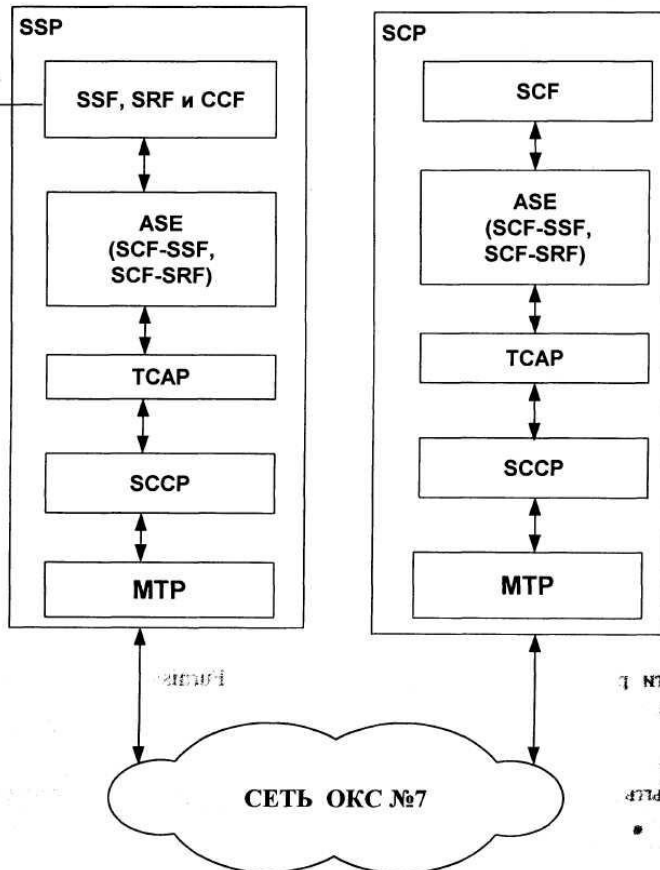 SSP
SSF, SRF и CCF
ASE
(SCF-SSF,
SCF-SRF)
TCAP
SCCP
MTP
SCP
SCF
ASE
(SCF-SSF,
SCF-SRF)
TCAP
SCCP
MTP
СЕТЬ ОКС №7